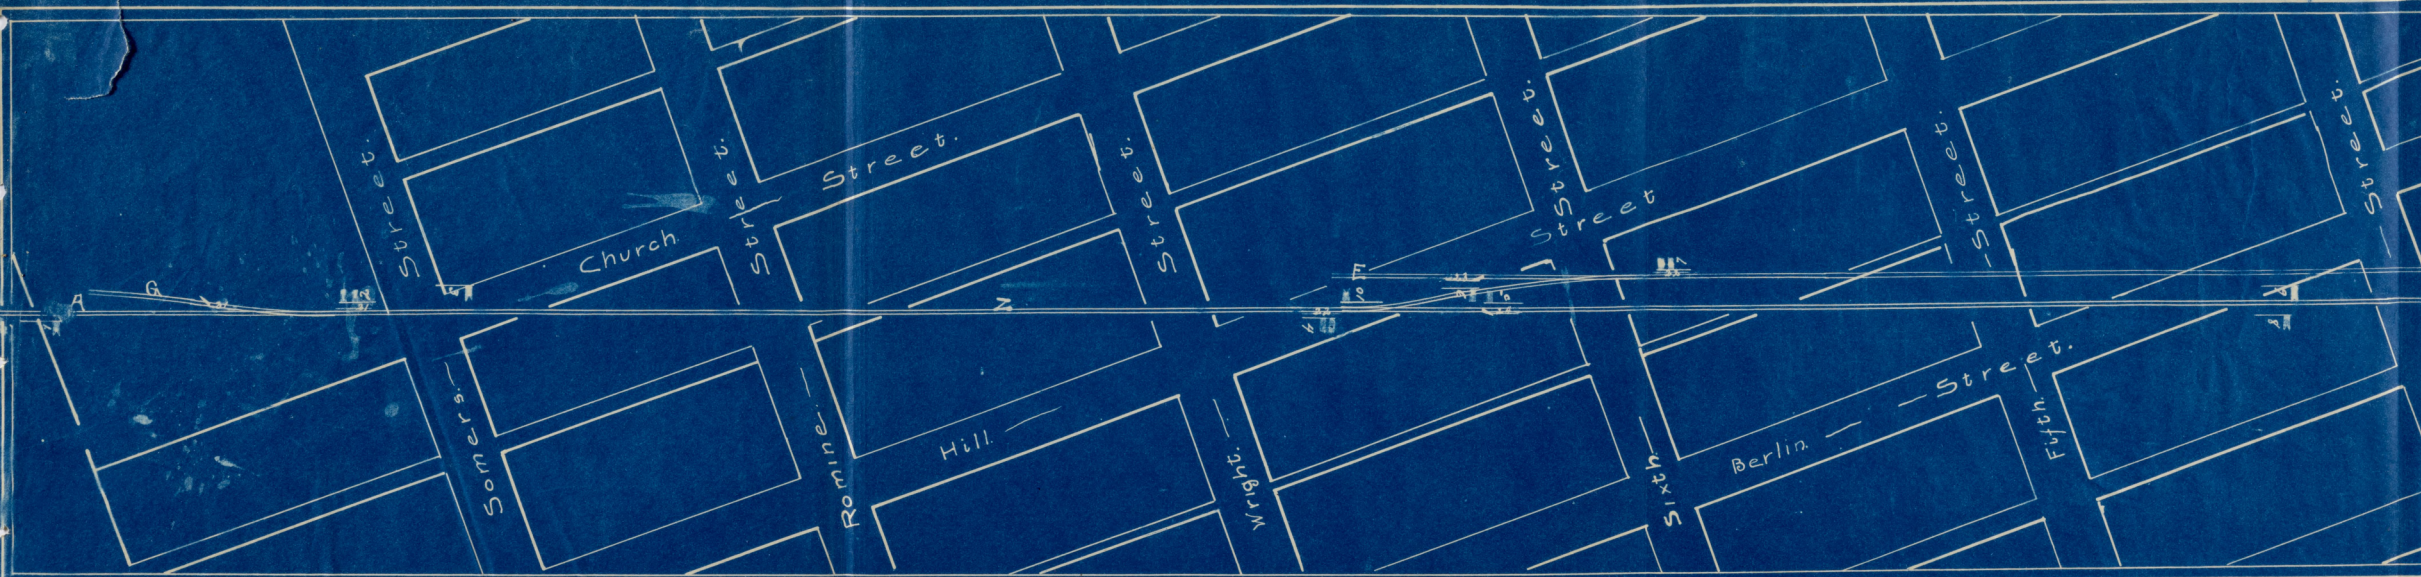 Somers. Street.
Romine. Street.
Wright. Street.
Sixth. Street.
Fifth. Street.
Street.
Church Street.
Hill Street
Berlin Street.
A
G
N
E